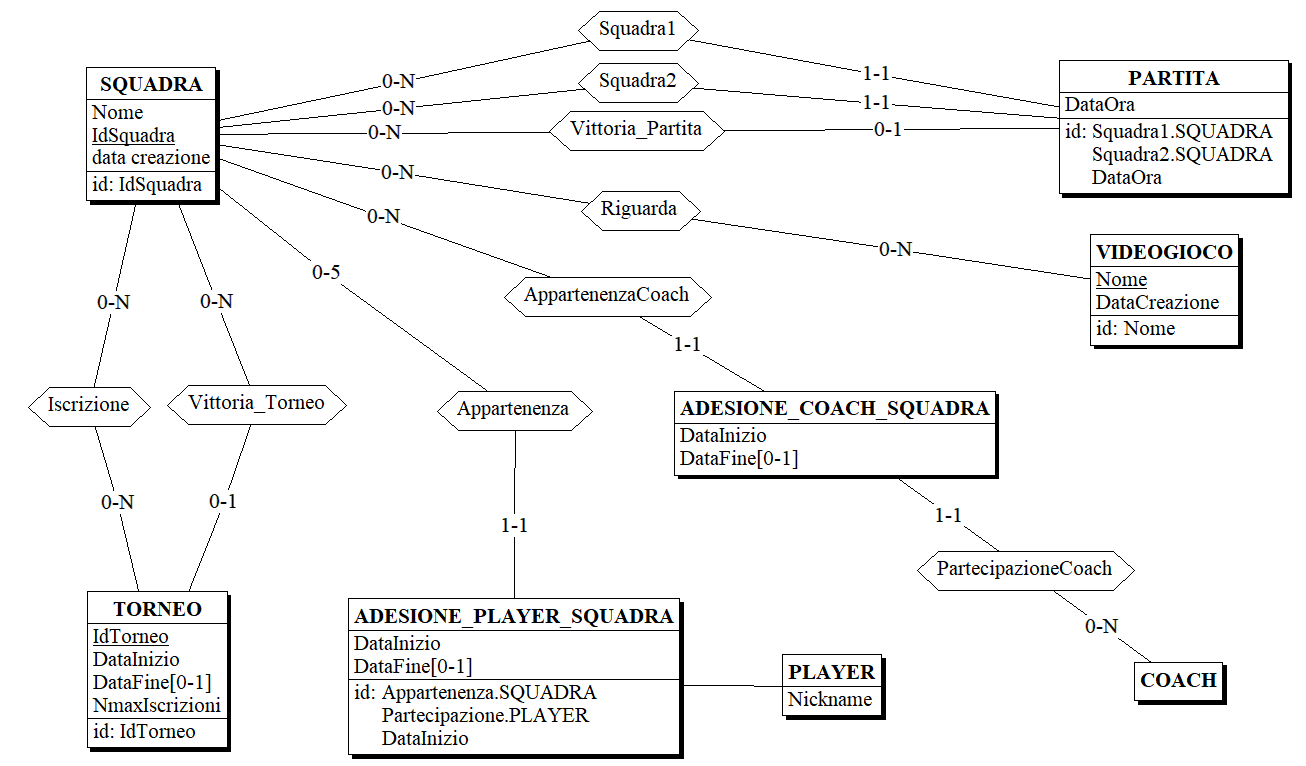 Squadra1
0-N
1-1
SQUADRA
Nome
IdSquadra
data creazione
id: IdSquadra
Squadra2
0-N
1-1
PARTITA
DataOra
id: Squadra1.SQUADRA
Squadra2.SQUADRA
DataOra
Vittoria_Partita
0-N
0-1
0-N
Riguarda
0-N
VIDEOGIOCO
Nome
DataCreazione
id: Nome
0-N
AppartenenzaCoach
1-1
0-5
0-N
0-N
Iscrizione
Vittoria_Torneo
Appartenenza
ADESIONE_COACH_SQUADRA
DataInizio
DataFine[0-1]
0-N
0-1
1-1
1-1
PartecipazioneCoach
0-N
TORNEO
IdTorneo
DataInizio
DataFine[0-1]
NmaxIscrizioni
id: IdTorneo
ADESIONE_PLAYER_SQUADRA
DataInizio
DataFine[0-1]
id: Appartenenza.SQUADRA
Partecipazione.PLAYER
DataInizio
PLAYER
Nickname
COACH